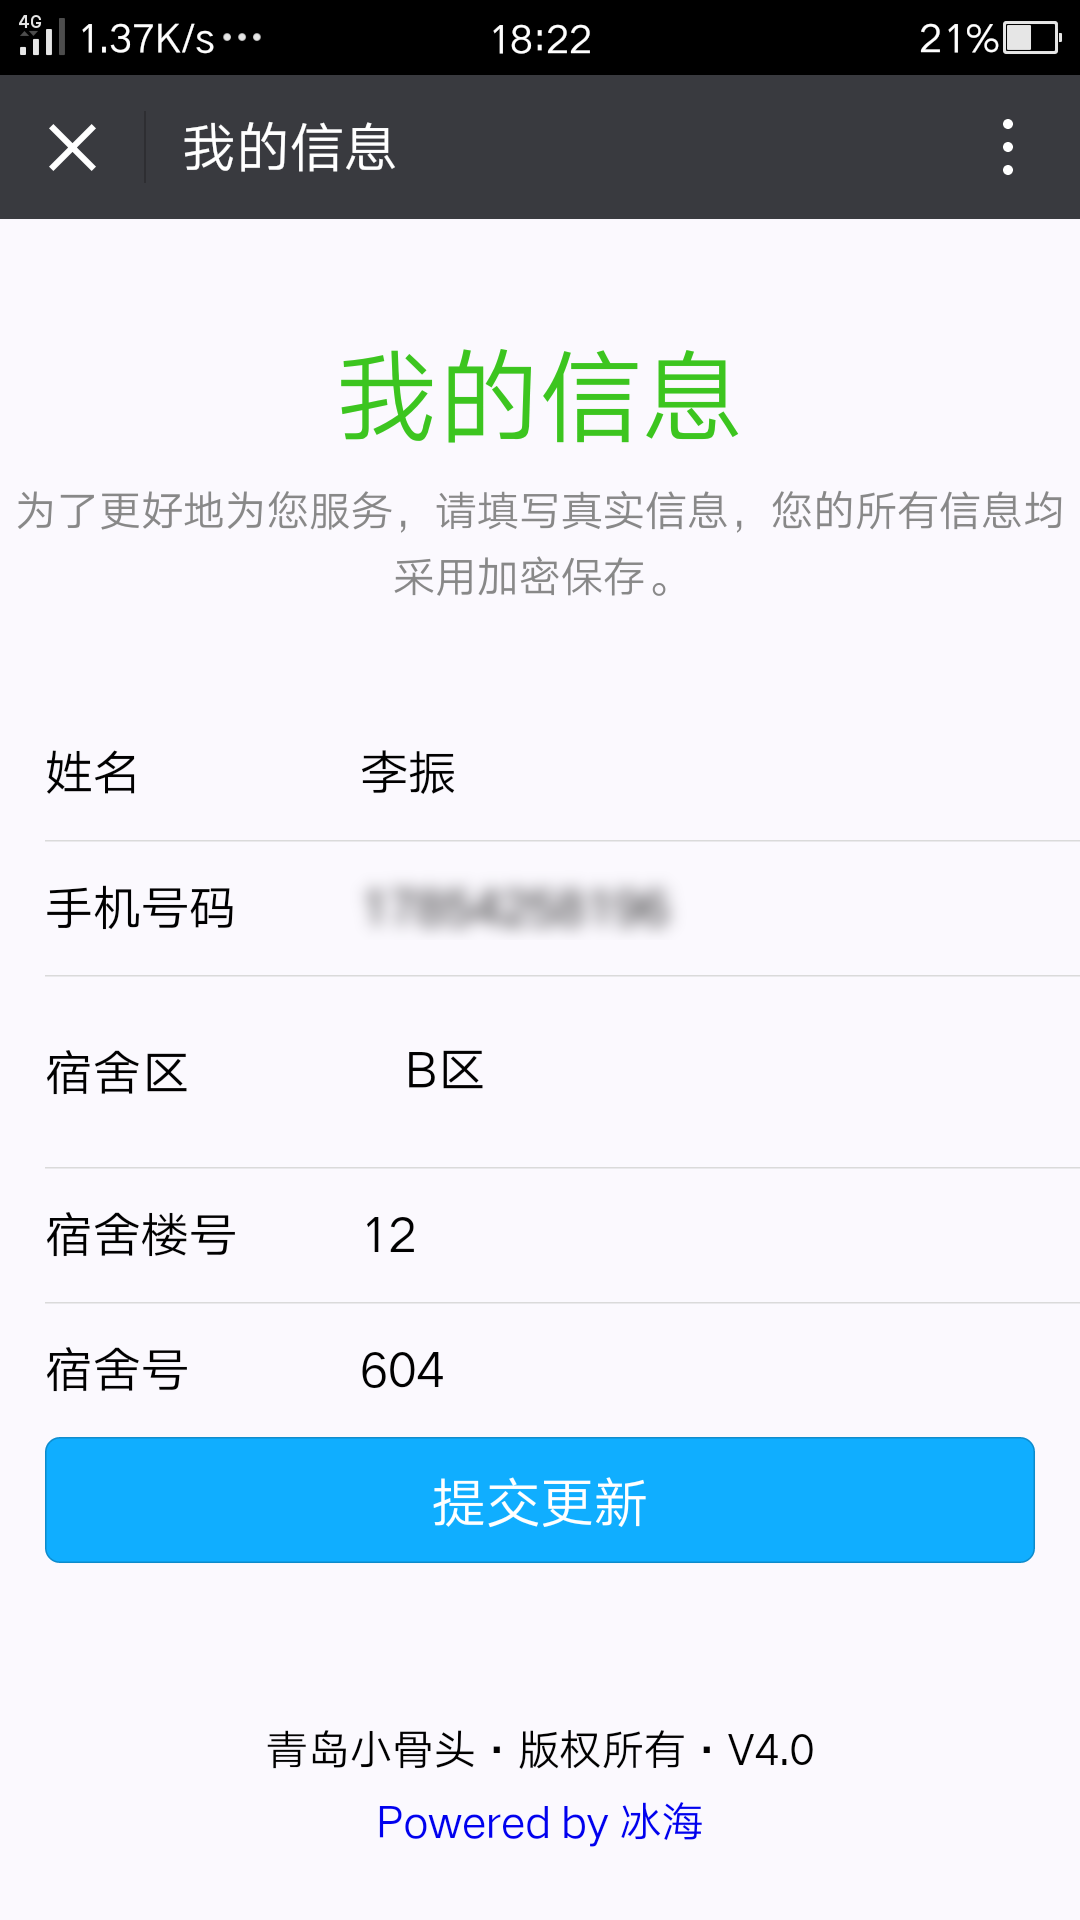 4G 1.37K/s··· 18:22 21%
我的信息
我的信息
为了更好地为您服务，请填写真实信息，您的所有信息均
采用加密保存。
姓名 李振
手机号码
宿舍区 B区
宿舍楼号 12
宿舍号 604
提交更新
青岛小骨头·版权所有·V4.0
Powered by 冰海